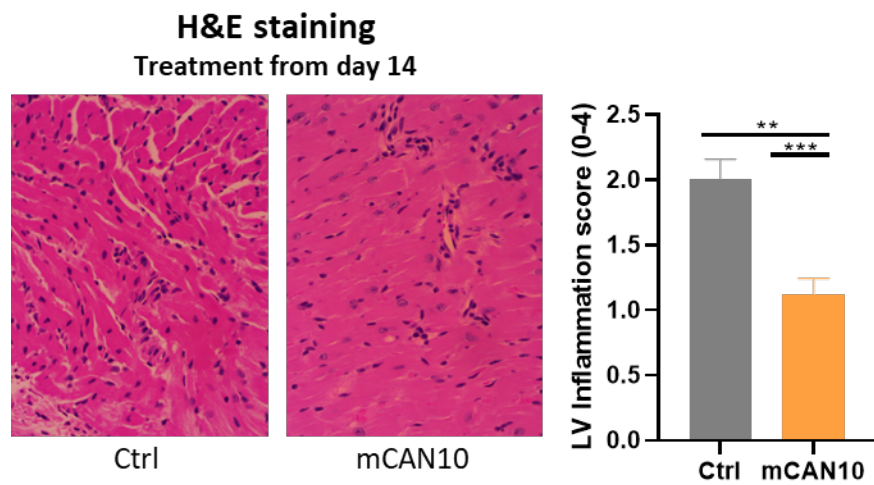 H&E staining
Treatment from day 14
Ctrl
mCAN10
LV Inflammation score (0-4)
2.5
2.0
1.5
1.0
0.5
0.0
**
***
Ctrl
mCAN10